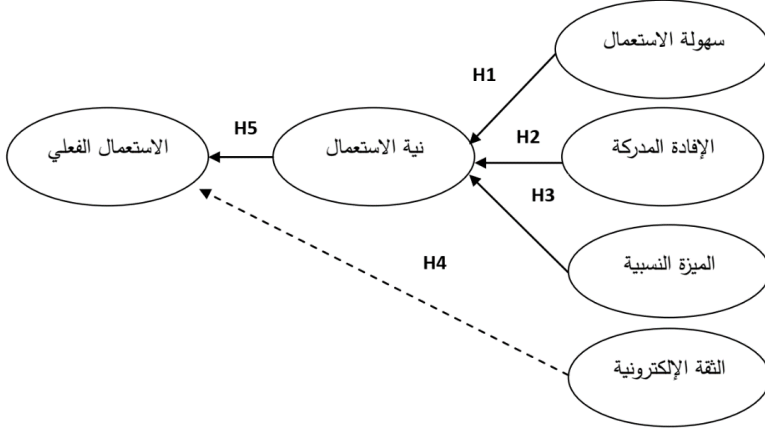 سهولة الاستعمال
H1
الإفادة المدركة
H2
نية الاستعمال
H5
الاستعمال الفعلي
H3
الميزة النسبية
H4
الثقة الإلكترونية